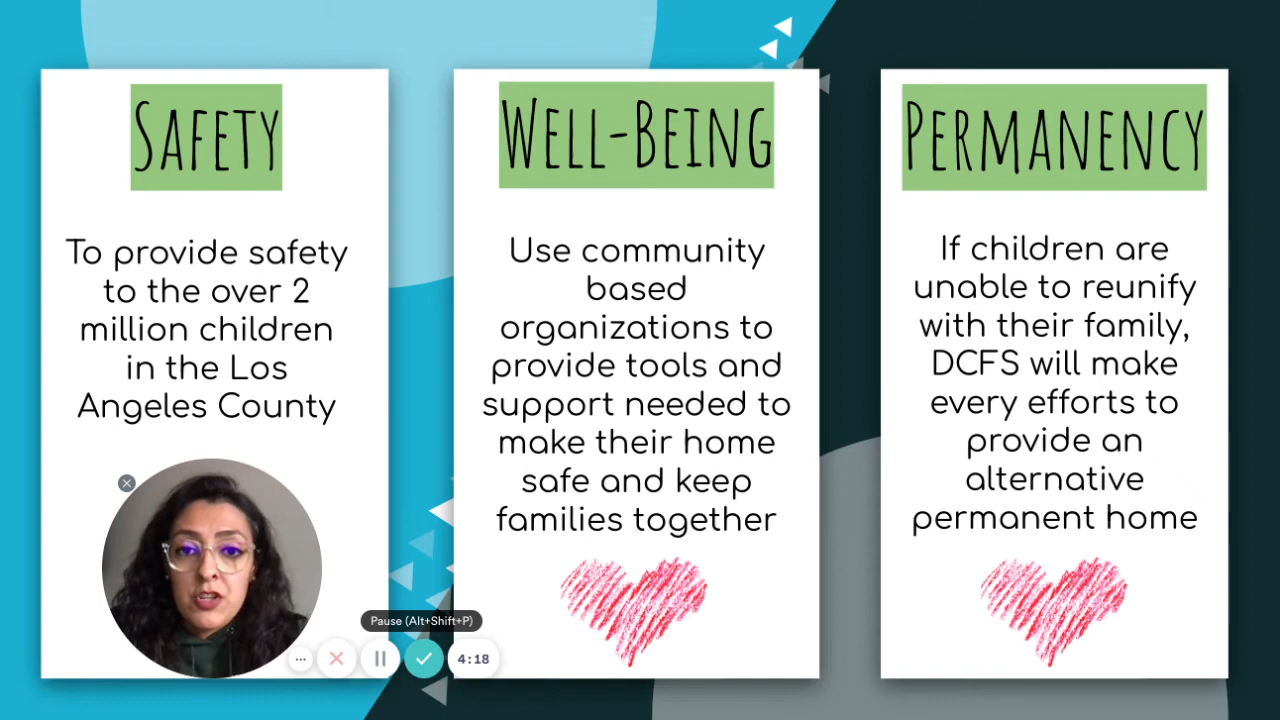 SAFETY
To provide safety
to the over 2
million children
in the Los
Angeles County
WELL-BEING
Use community
based
organizations to
provide tools and
support needed to
make their home
safe and keep
families together
PERMANENCY
If children are
unable to reunify
with their family,
DCFS will make
every efforts to
provide an
alternative
permanent home
Pause (Alt+Shift+P)
4:18